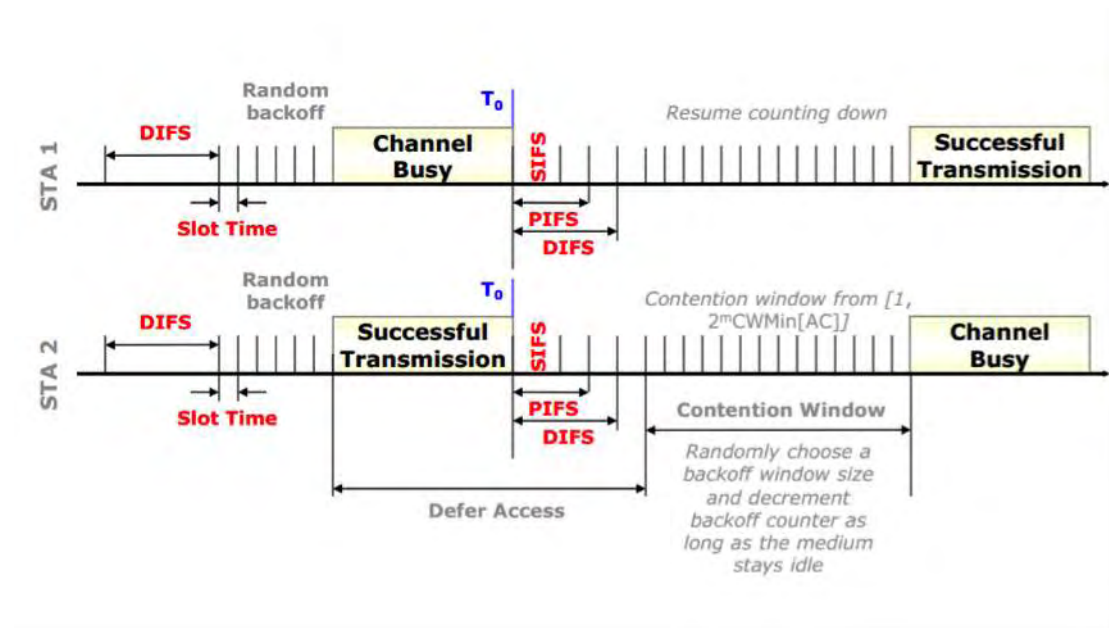 STA 1
DIFS
Random
backoff
Slot Time
Channel
Busy
T0
SIFS
PIFS
DIFS
Resume counting down
Successful
Transmission
STA 2
DIFS
Random
backoff
Slot Time
Successful
Transmission
T0
SIFS
PIFS
DIFS
Defer Access
Contention window from [1,
2ᵐCWMin[AC]]
Channel
Busy
Contention Window
Randomly choose a
backoff window size
and decrement
backoff counter as
long as the medium
stays idle